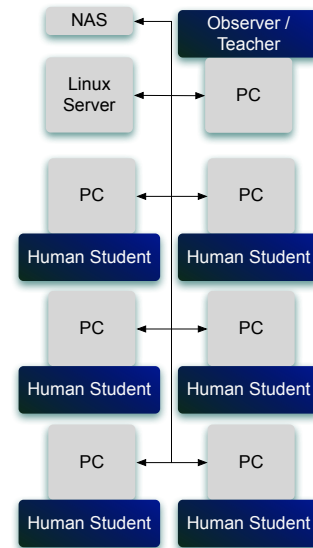 NAS
Observer /
Teacher
Linux
Server
PC
PC
PC
Human Student
Human Student
PC
PC
Human Student
Human Student
PC
PC
Human Student
Human Student